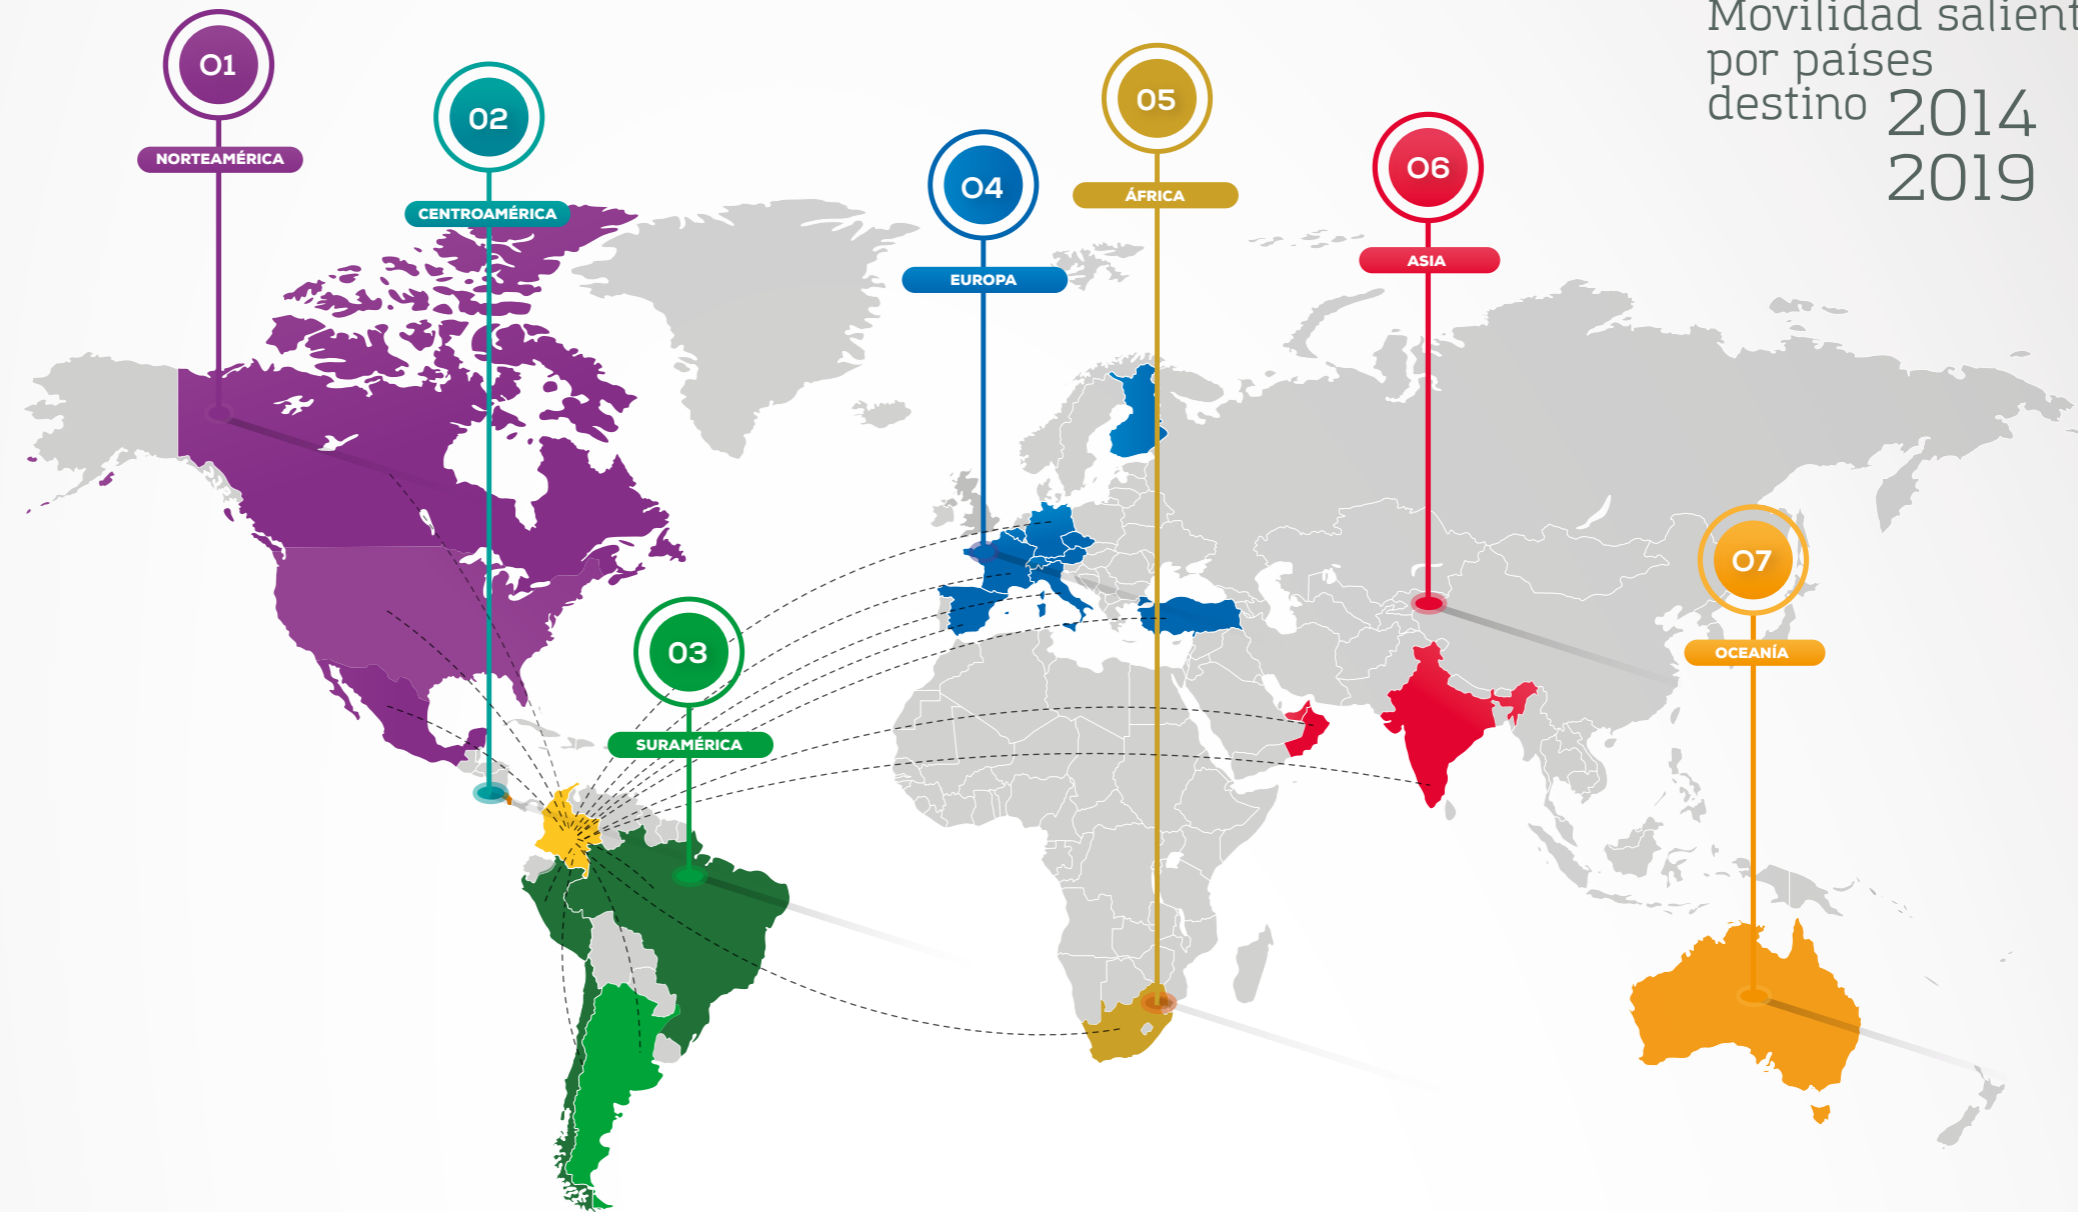 Movilidad salient
por países
destino 2014
2019
01
NORTEAMÉRICA
02
CENTROAMÉRICA
03
SURAMÉRICA
04
EUROPA
05
ÁFRICA
06
ASIA
07
OCEANÍA